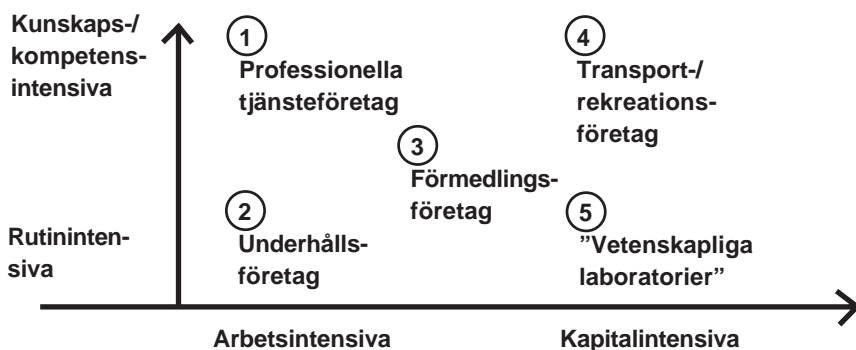 Kunskaps-/
kompetens-
intensiva
1
Professionella
tjänsteföretag
4
Transport-/
rekreations-
företag
3
Förmedlings-
företag
Rutininten-
siva
2
Underhålls-
företag
5
”Vetenskapliga
laboratorier”
Arbetsintensiva
Kapitalintensiva